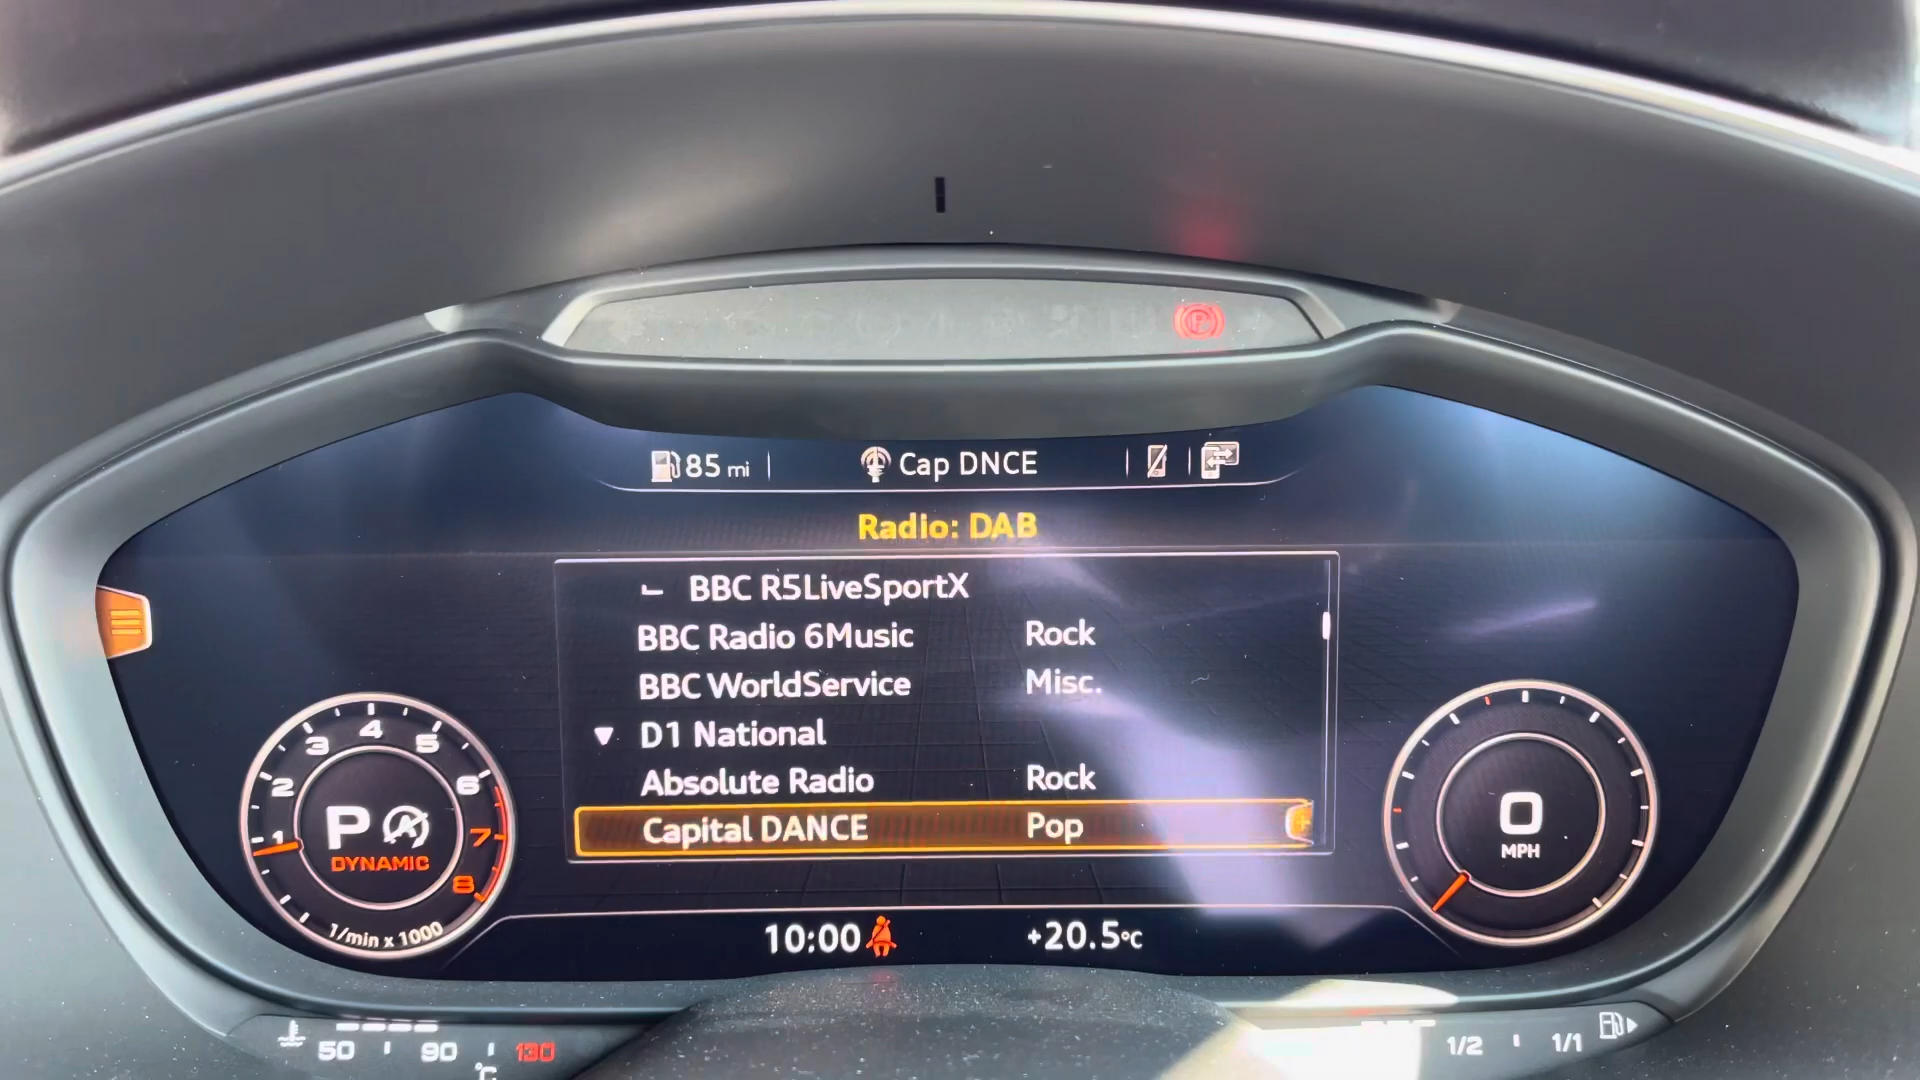 P
85 mi
Cap DNCE
Radio: DAB
BBC R5LiveSportX
BBC Radio 6Music Rock
BBC WorldService Misc.
D1 National
Absolute Radio Rock
Capital DANCE Pop
1 2 3 4 5 6 7 8
P A
DYNAMIC
1/min x 1000
0
MPH
10:00
+20.5°C
50 90 130
°C
1/2 1/1